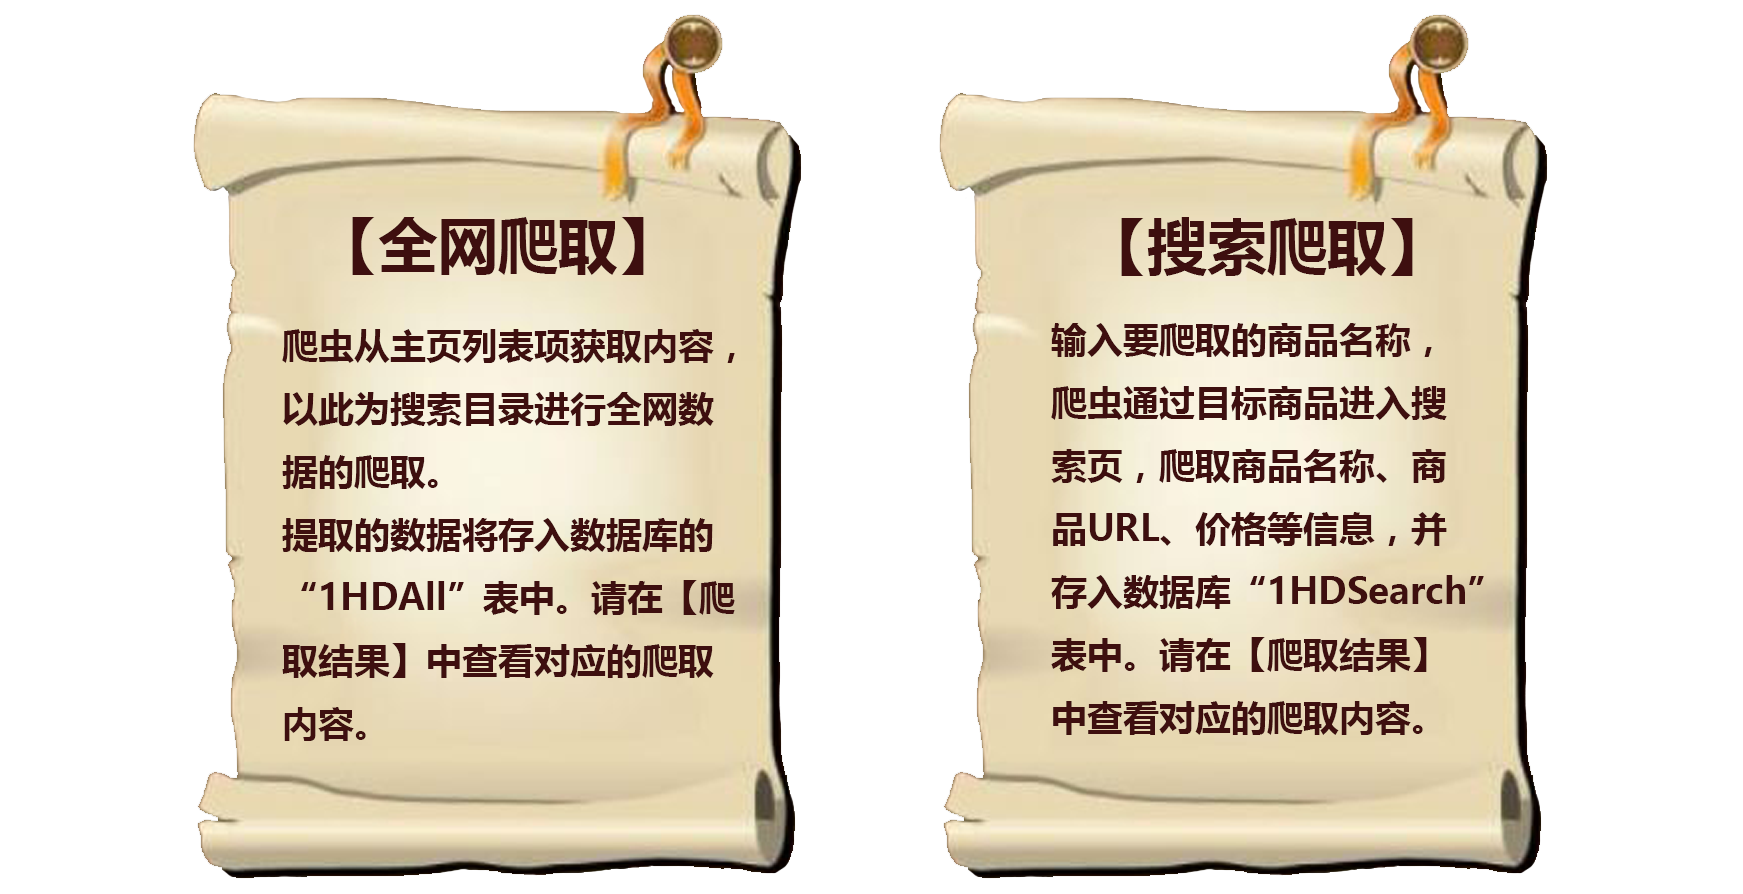 【全网爬取】
爬虫从主页列表项获取内容，
以此为搜索目录进行全网数
据的爬取。
提取的数据将存入数据库的
“1HDAll”表中。请在【爬
取结果】中查看对应的爬取
内容。
【搜索爬取】
输入要爬取的商品名称，
爬虫通过目标商品进入搜
索页，爬取商品名称、商
品URL、价格等信息，并
存入数据库“1HDSearch”
表中。请在【爬取结果】
中查看对应的爬取内容。